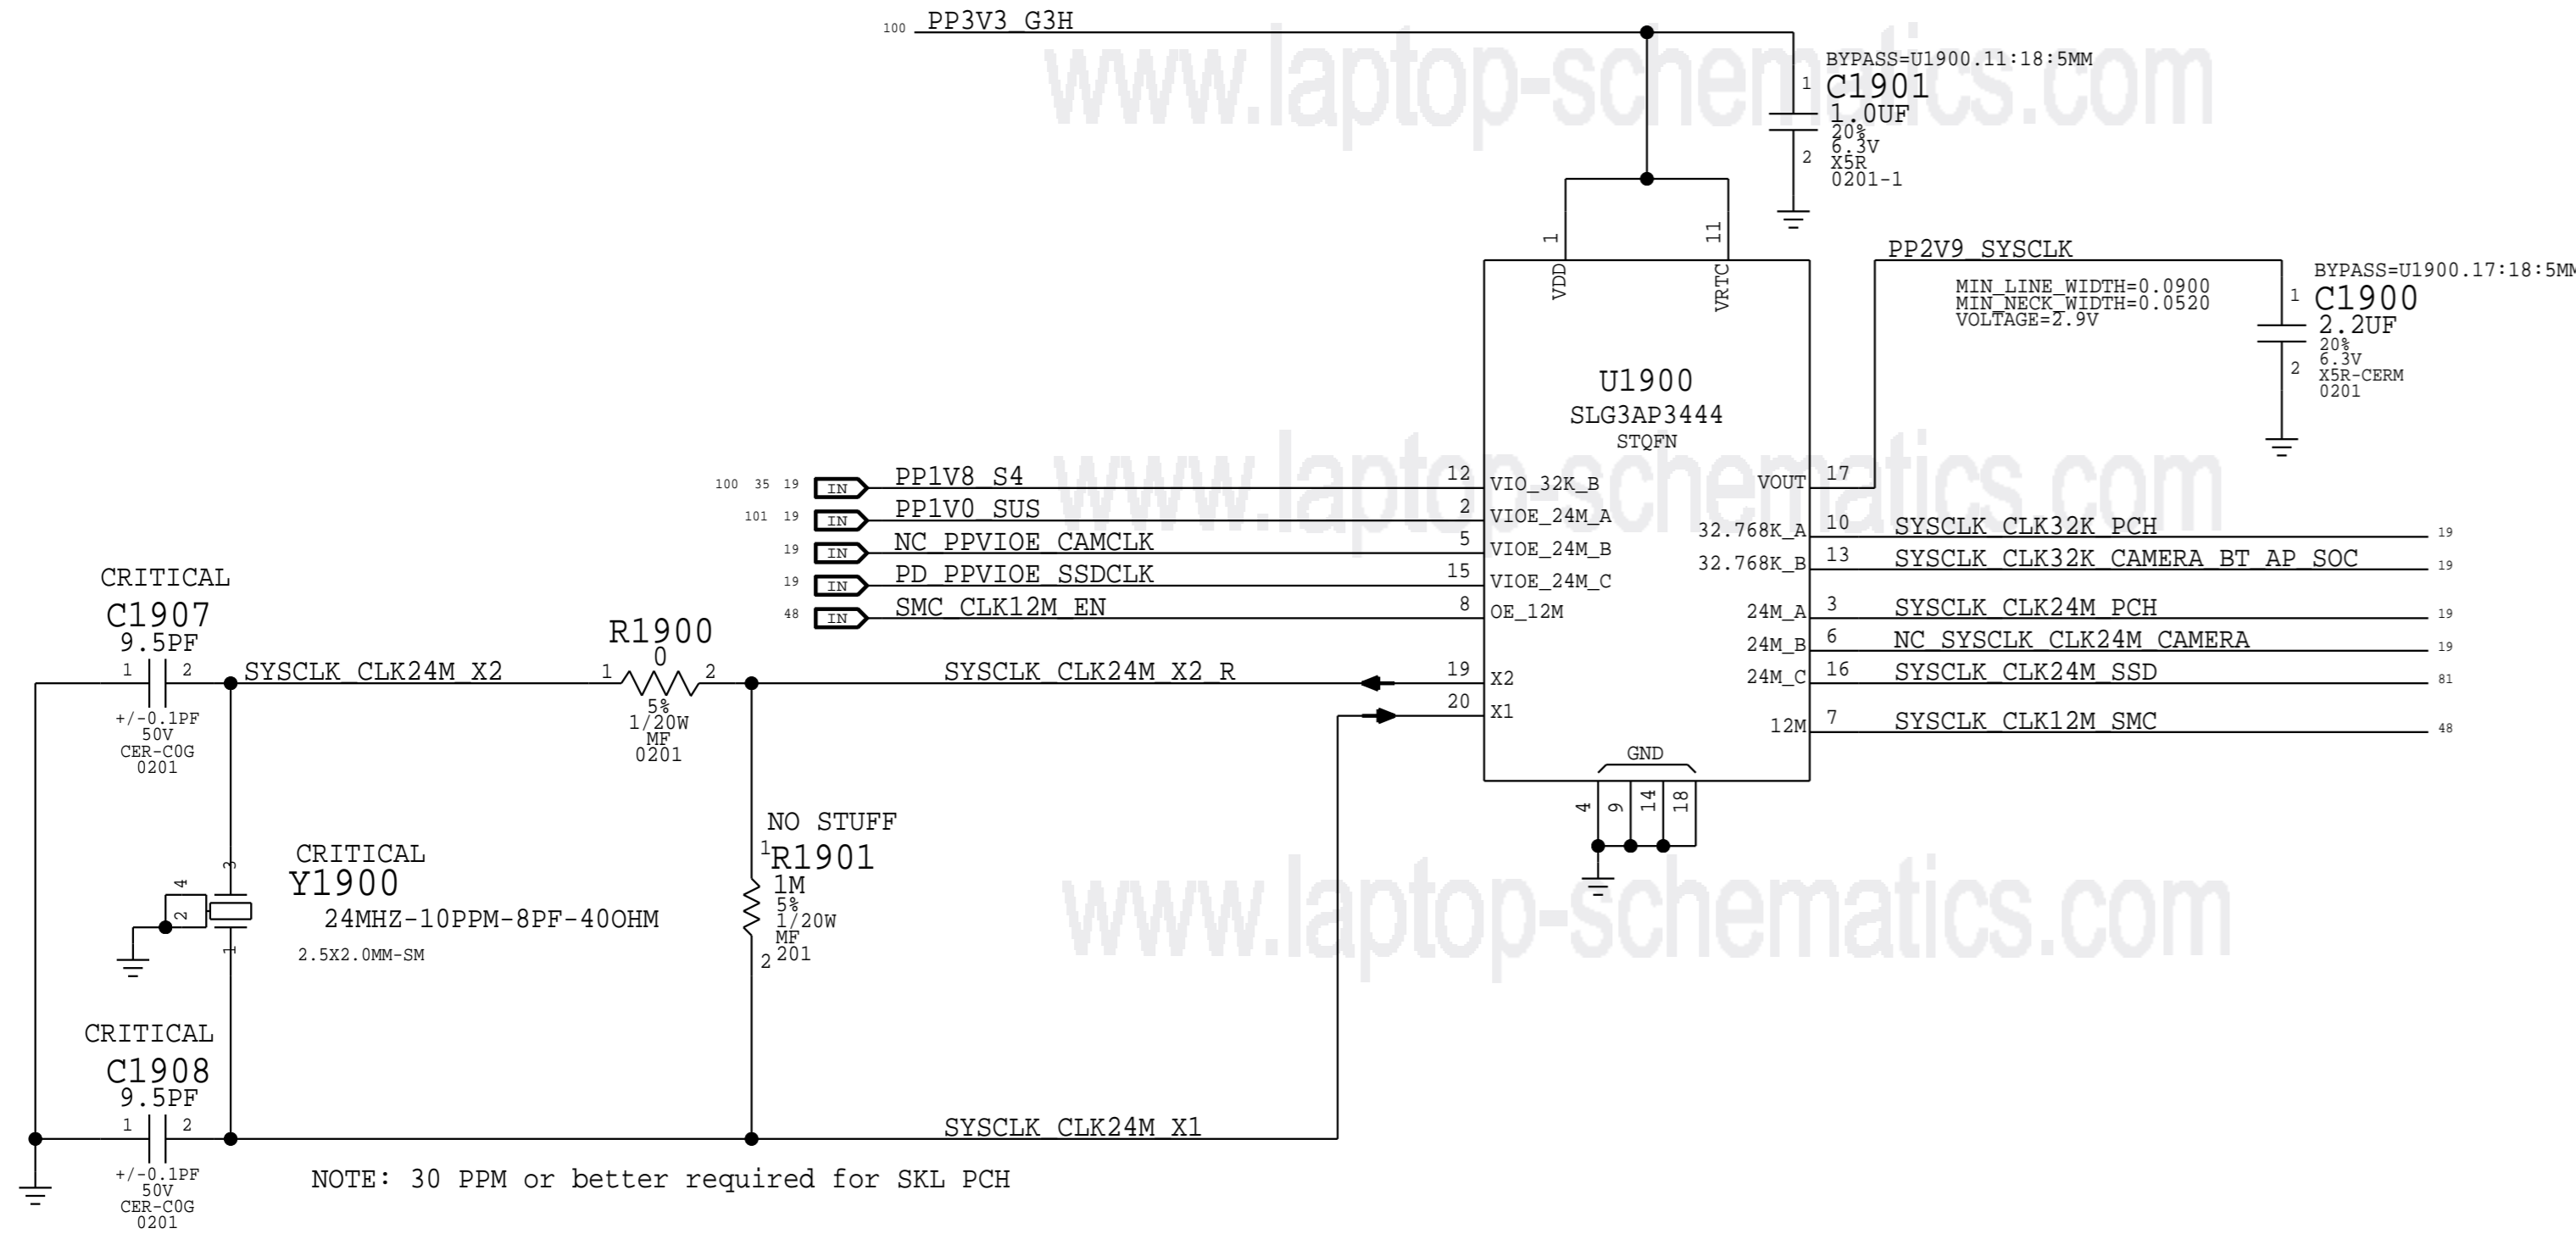 100 PP3V3_G3H
www.laptop-schematics.com
BYPASS=U1900.11:18:5MM
1
C1901
1.0UF
20%
6.3V
X5R
0201-1
2
1
11
VDD
VRTC
PP2V9_SYSCLK
MIN_LINE_WIDTH=0.0900
MIN_NECK_WIDTH=0.0520
VOLTAGE=2.9V
BYPASS=U1900.17:18:5MM
1
C1900
2.2UF
20%
6.3V
X5R-CERM
0201
2
U1900
SLG3AP3444
STQFN
www.laptop-schematics.com
100 35 19 IN PP1V8_S4 12 VIO_32K_B
101 19 IN PP1V0_SUS 2 VIOE_24M_A
19 IN NC_PPVIOE_CAMCLK 5 VIOE_24M_B
19 IN PD_PPVIOE_SSDCLK 15 VIOE_24M_C
48 IN SMC_CLK12M_EN 8 OE_12M
VOUT 17
32.768K_A 10 SYSCLK_CLK32K_PCH 19
32.768K_B 13 SYSCLK_CLK32K_CAMERA_BT_AP_SOC 19
24M_A 3 SYSCLK_CLK24M_PCH 19
24M_B 6 NC_SYSCLK_CLK24M_CAMERA 19
24M_C 16 SYSCLK_CLK24M_SSD 81
12M 7 SYSCLK_CLK12M_SMC 48
CRITICAL
C1907
9.5PF
1 2
+/-0.1PF
50V
CER-C0G
0201
SYSCLK_CLK24M_X2
R1900
0
1 2
5%
1/20W
MF
0201
SYSCLK_CLK24M_X2_R 19 X2
20 X1
GND
4 9 14 18
NO STUFF
1
R1901
1M
5%
1/20W
MF
201
2
CRITICAL
Y1900
24MHZ-10PPM-8PF-40OHM
2.5X2.0MM-SM
3
4
2
1
www.laptop-schematics.com
CRITICAL
C1908
9.5PF
1 2
+/-0.1PF
50V
CER-C0G
0201
SYSCLK_CLK24M_X1
NOTE: 30 PPM or better required for SKL PCH